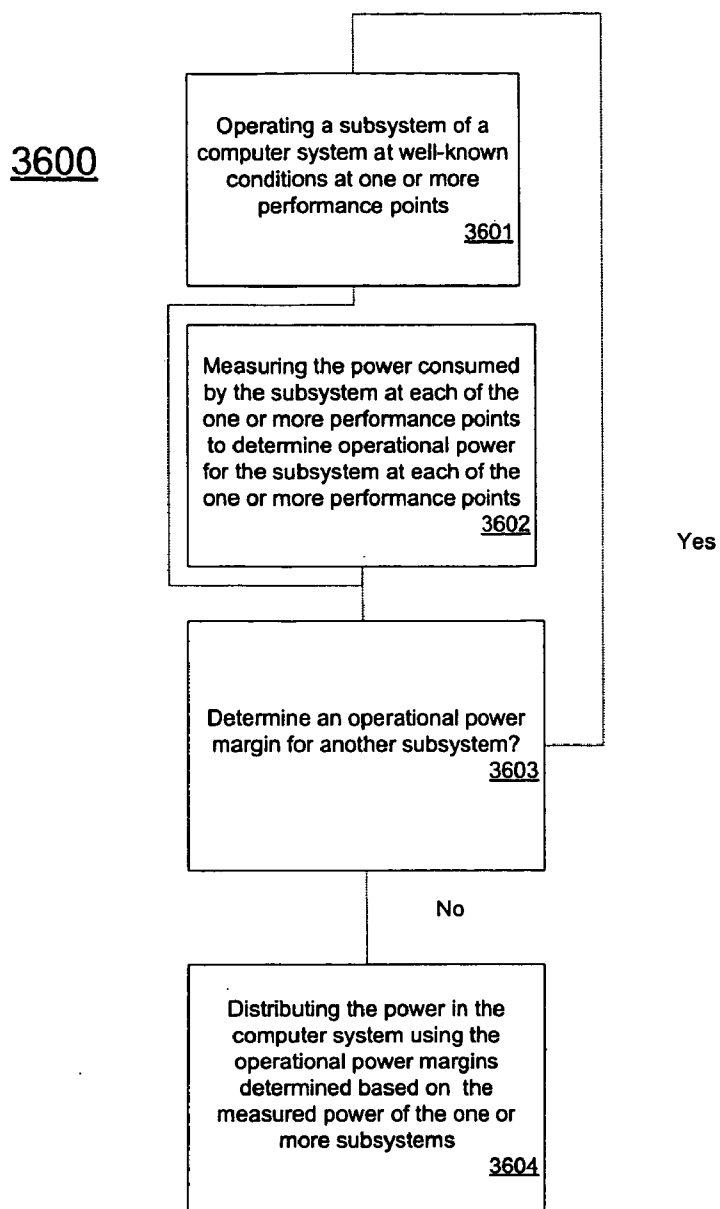 3600
Operating a subsystem of a
computer system at well-known
conditions at one or more
performance points
3601
Measuring the power consumed
by the subsystem at each of the
one or more performance points
to determine operational power
for the subsystem at each of the
one or more performance points
3602
Yes
Determine an operational power
margin for another subsystem?
3603
No
Distributing the power in the
computer system using the
operational power margins
determined based on the
measured power of the one or
more subsystems
3604